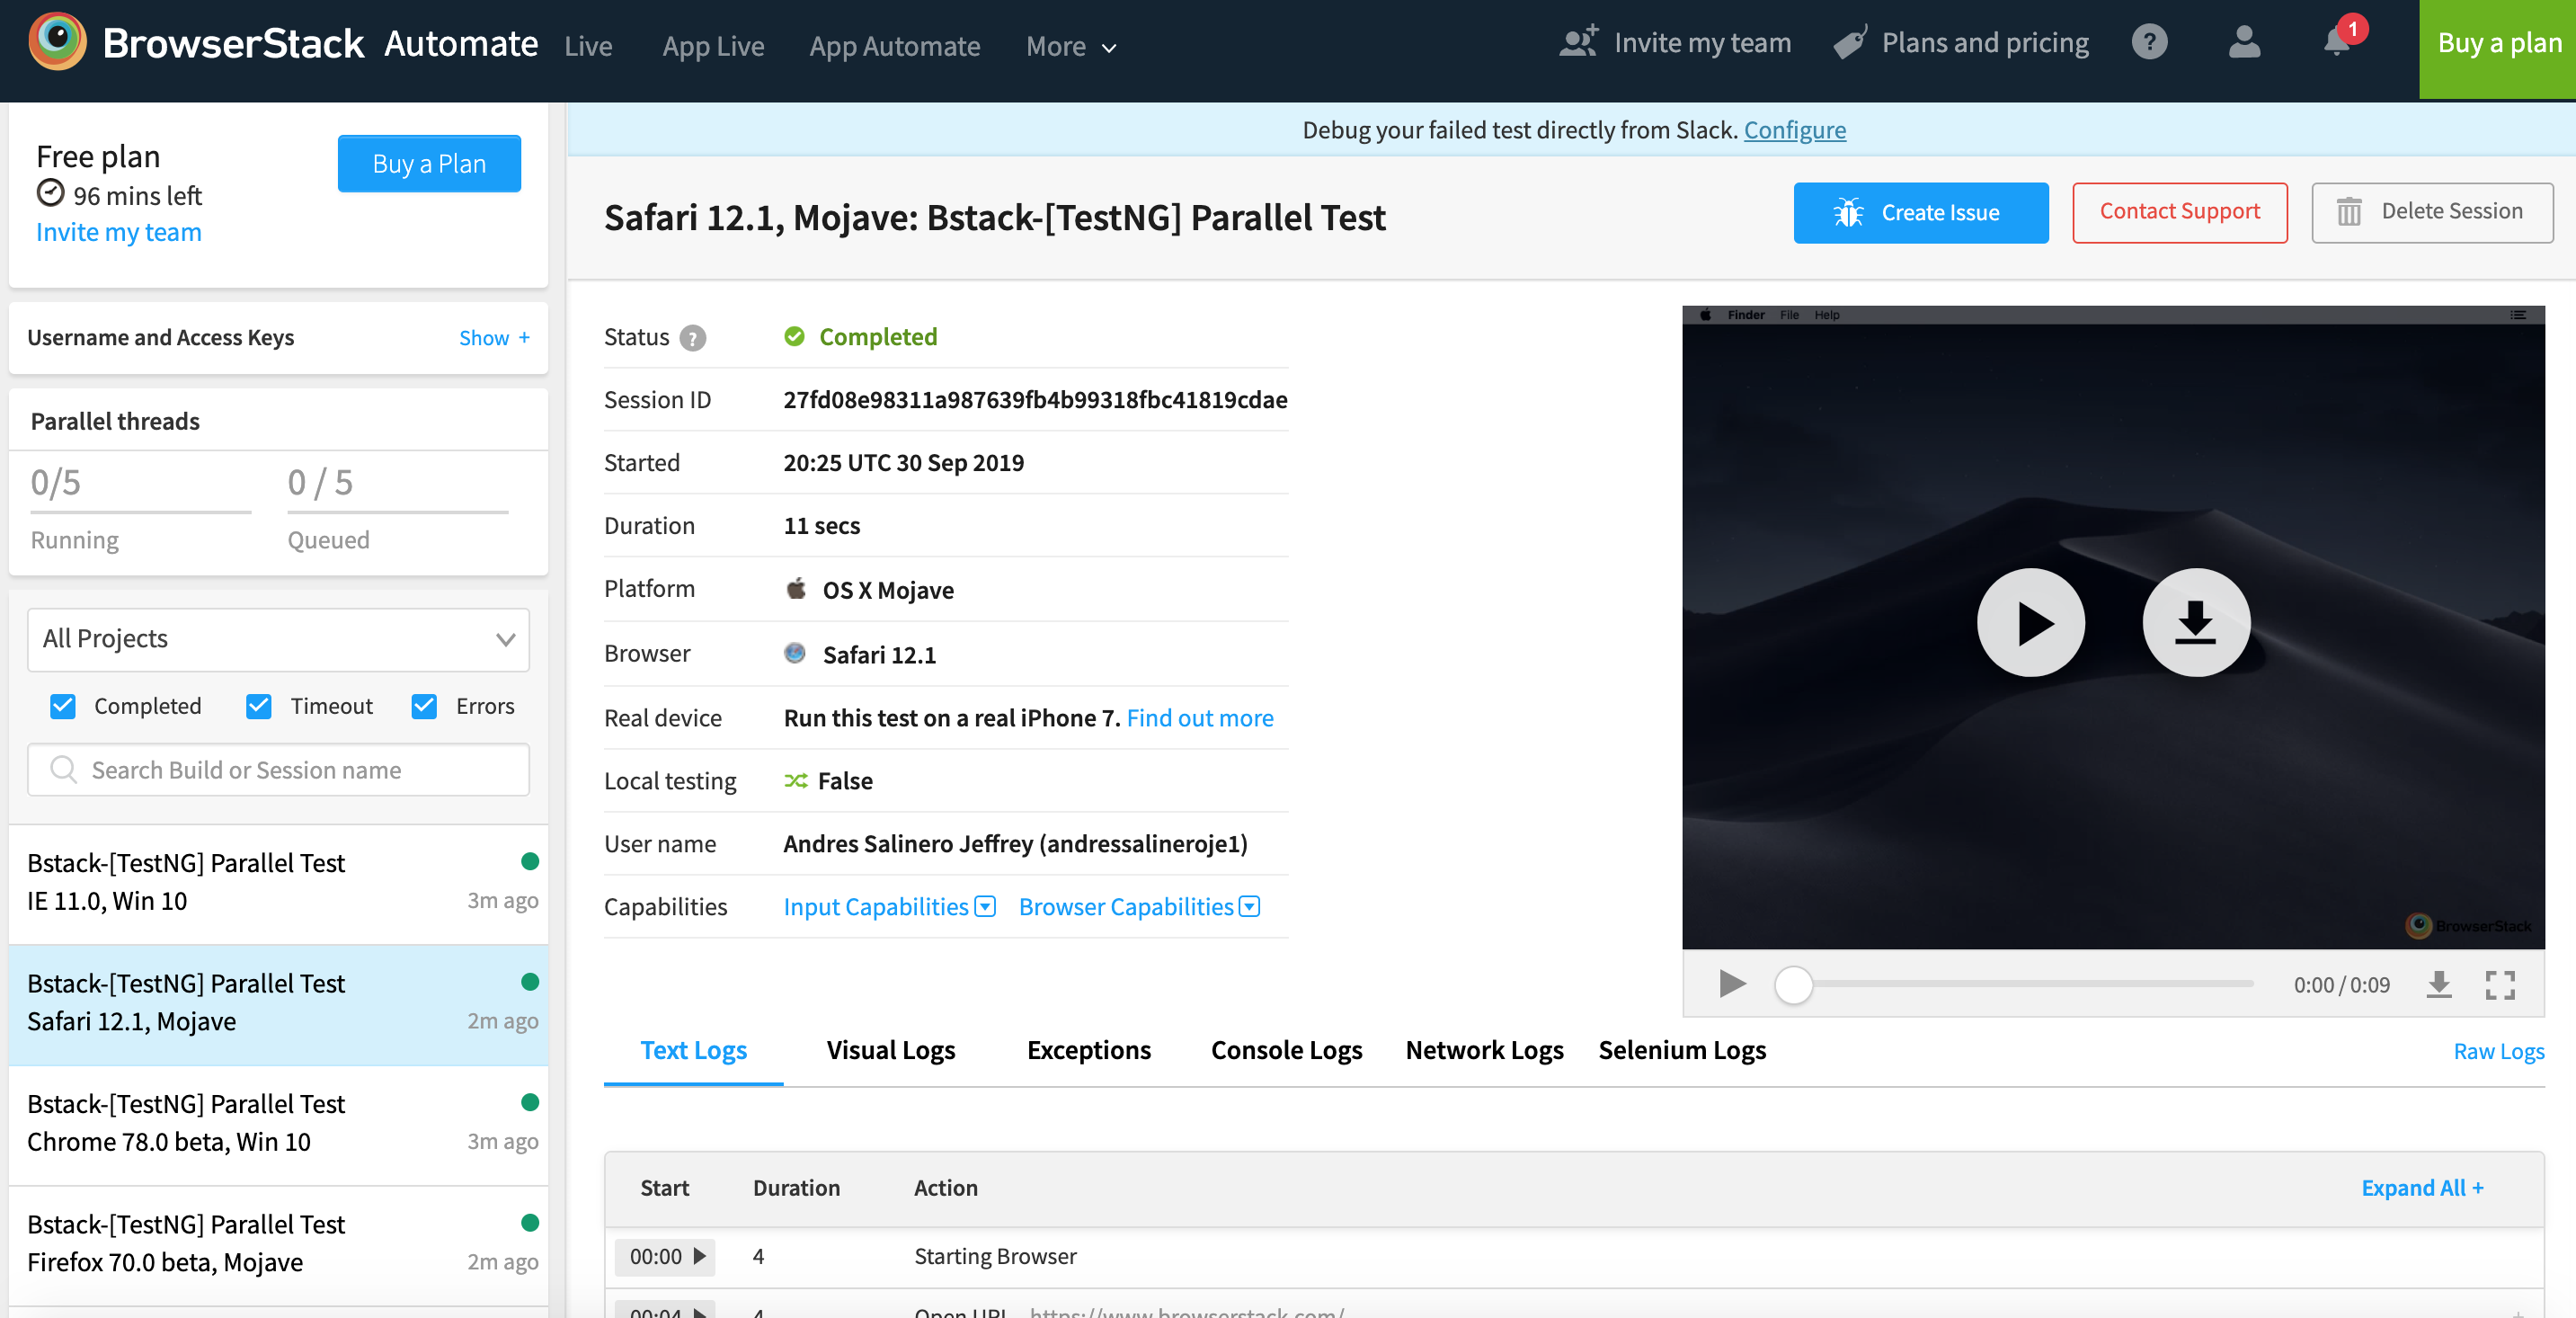 BrowserStack Automate Live App Live App Automate More Invite my team Plans and pricing ? 1 Buy a plan
Free plan
Buy a Plan
96 mins left
Invite my team
Username and Access Keys Show +
Parallel threads
0/5 0 / 5
Running Queued
All Projects
Completed Timeout Errors
Search Build or Session name
Bstack-[TestNG] Parallel Test
IE 11.0, Win 10 3m ago
Bstack-[TestNG] Parallel Test
Safari 12.1, Mojave 2m ago
Bstack-[TestNG] Parallel Test
Chrome 78.0 beta, Win 10 3m ago
Bstack-[TestNG] Parallel Test
Firefox 70.0 beta, Mojave 2m ago
Debug your failed test directly from Slack. Configure
Safari 12.1, Mojave: Bstack-[TestNG] Parallel Test Create Issue Contact Support Delete Session
Status ? Completed
Session ID 27fd08e98311a987639fb4b99318fbc41819cdae
Started 20:25 UTC 30 Sep 2019
Duration 11 secs
Platform OS X Mojave
Browser Safari 12.1
Real device Run this test on a real iPhone 7. Find out more
Local testing False
User name Andres Salinero Jeffrey (andressalineroje1)
Capabilities Input Capabilities Browser Capabilities
Finder File Help
BrowserStack
0:00 / 0:09
Text Logs Visual Logs Exceptions Console Logs Network Logs Selenium Logs Raw Logs
Start Duration Action Expand All +
00:00 4 Starting Browser
00:04 4 Open URL https://www.browserstack.com/ +